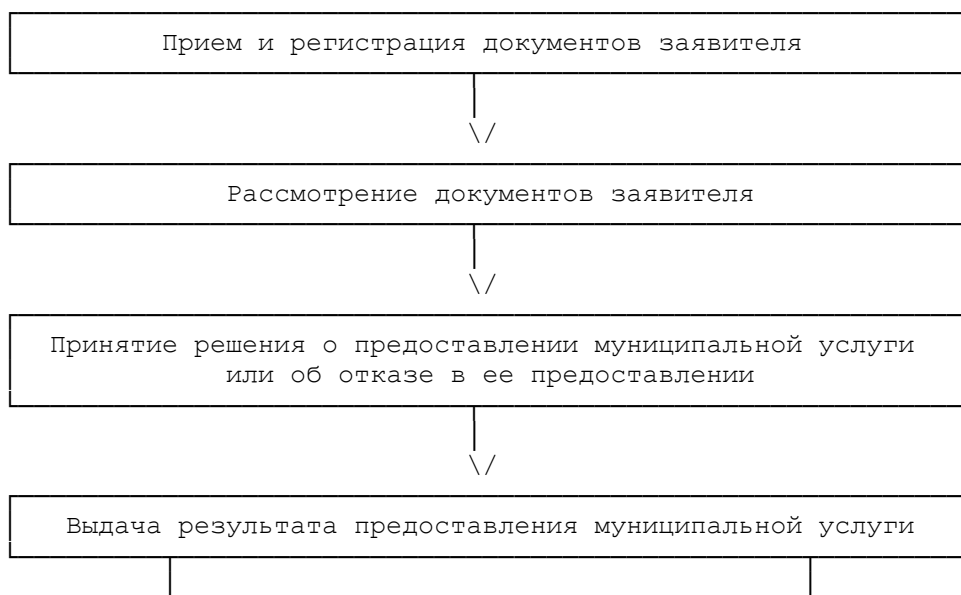 Прием и регистрация документов заявителя
\/
Рассмотрение документов заявителя
\/
Принятие решения о предоставлении муниципальной услуги
или об отказе в ее предоставлении
\/
Выдача результата предоставления муниципальной услуги